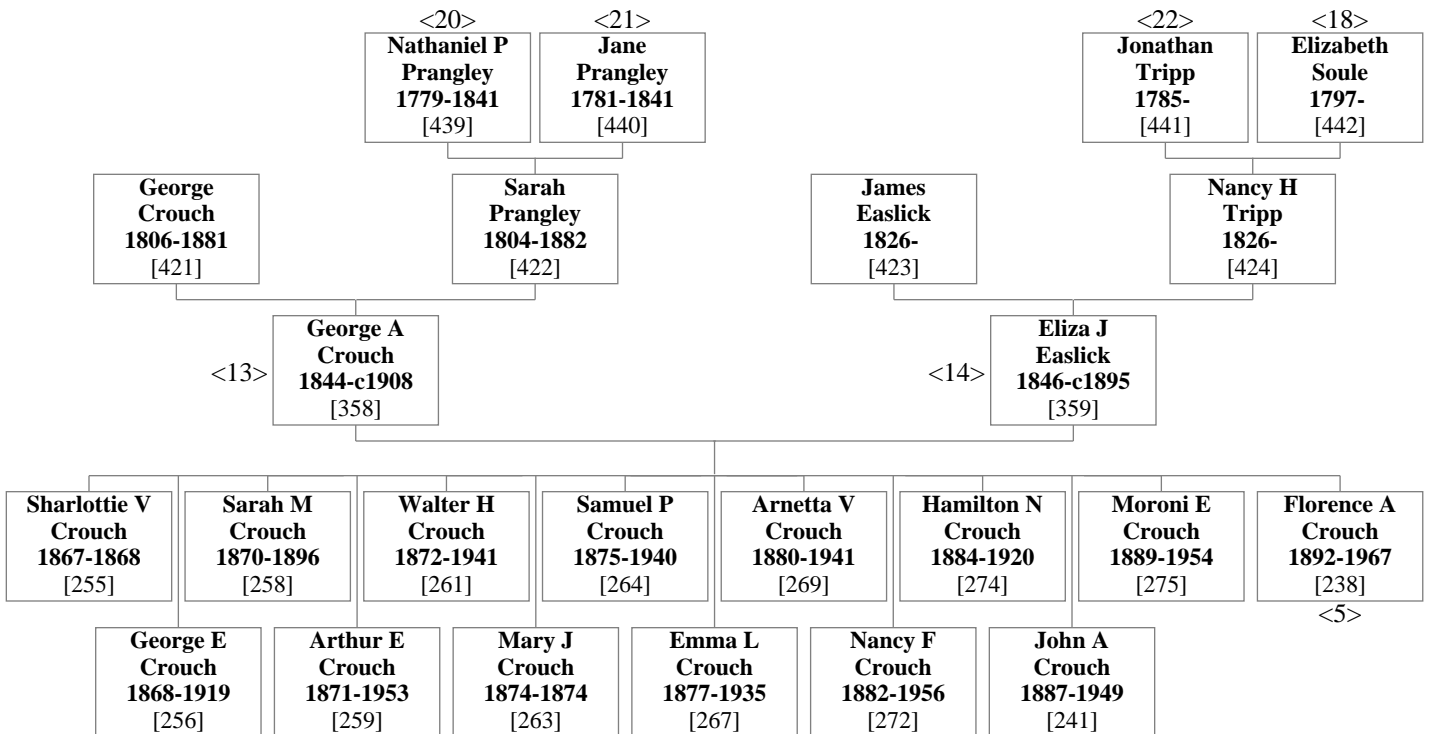 <20>
<21>
<22>
<18>
Nathaniel P
Prangley
1779-1841
[439]
Jane
Prangley
1781-1841
[440]
Jonathan
Tripp
1785-
[441]
Elizabeth
Soule
1797-
[442]
George
Crouch
1806-1881
[421]
Sarah
Prangley
1804-1882
[422]
James
Easlick
1826-
[423]
Nancy H
Tripp
1826-
[424]
<13>
George A
Crouch
1844-c1908
[358]
<14>
Eliza J
Easlick
1846-c1895
[359]
Sharlottie V
Crouch
1867-1868
[255]
Sarah M
Crouch
1870-1896
[258]
Walter H
Crouch
1872-1941
[261]
Samuel P
Crouch
1875-1940
[264]
Arnetta V
Crouch
1880-1941
[269]
Hamilton N
Crouch
1884-1920
[274]
Moroni E
Crouch
1889-1954
[275]
Florence A
Crouch
1892-1967
[238]
<5>
George E
Crouch
1868-1919
[256]
Arthur E
Crouch
1871-1953
[259]
Mary J
Crouch
1874-1874
[263]
Emma L
Crouch
1877-1935
[267]
Nancy F
Crouch
1882-1956
[272]
John A
Crouch
1887-1949
[241]